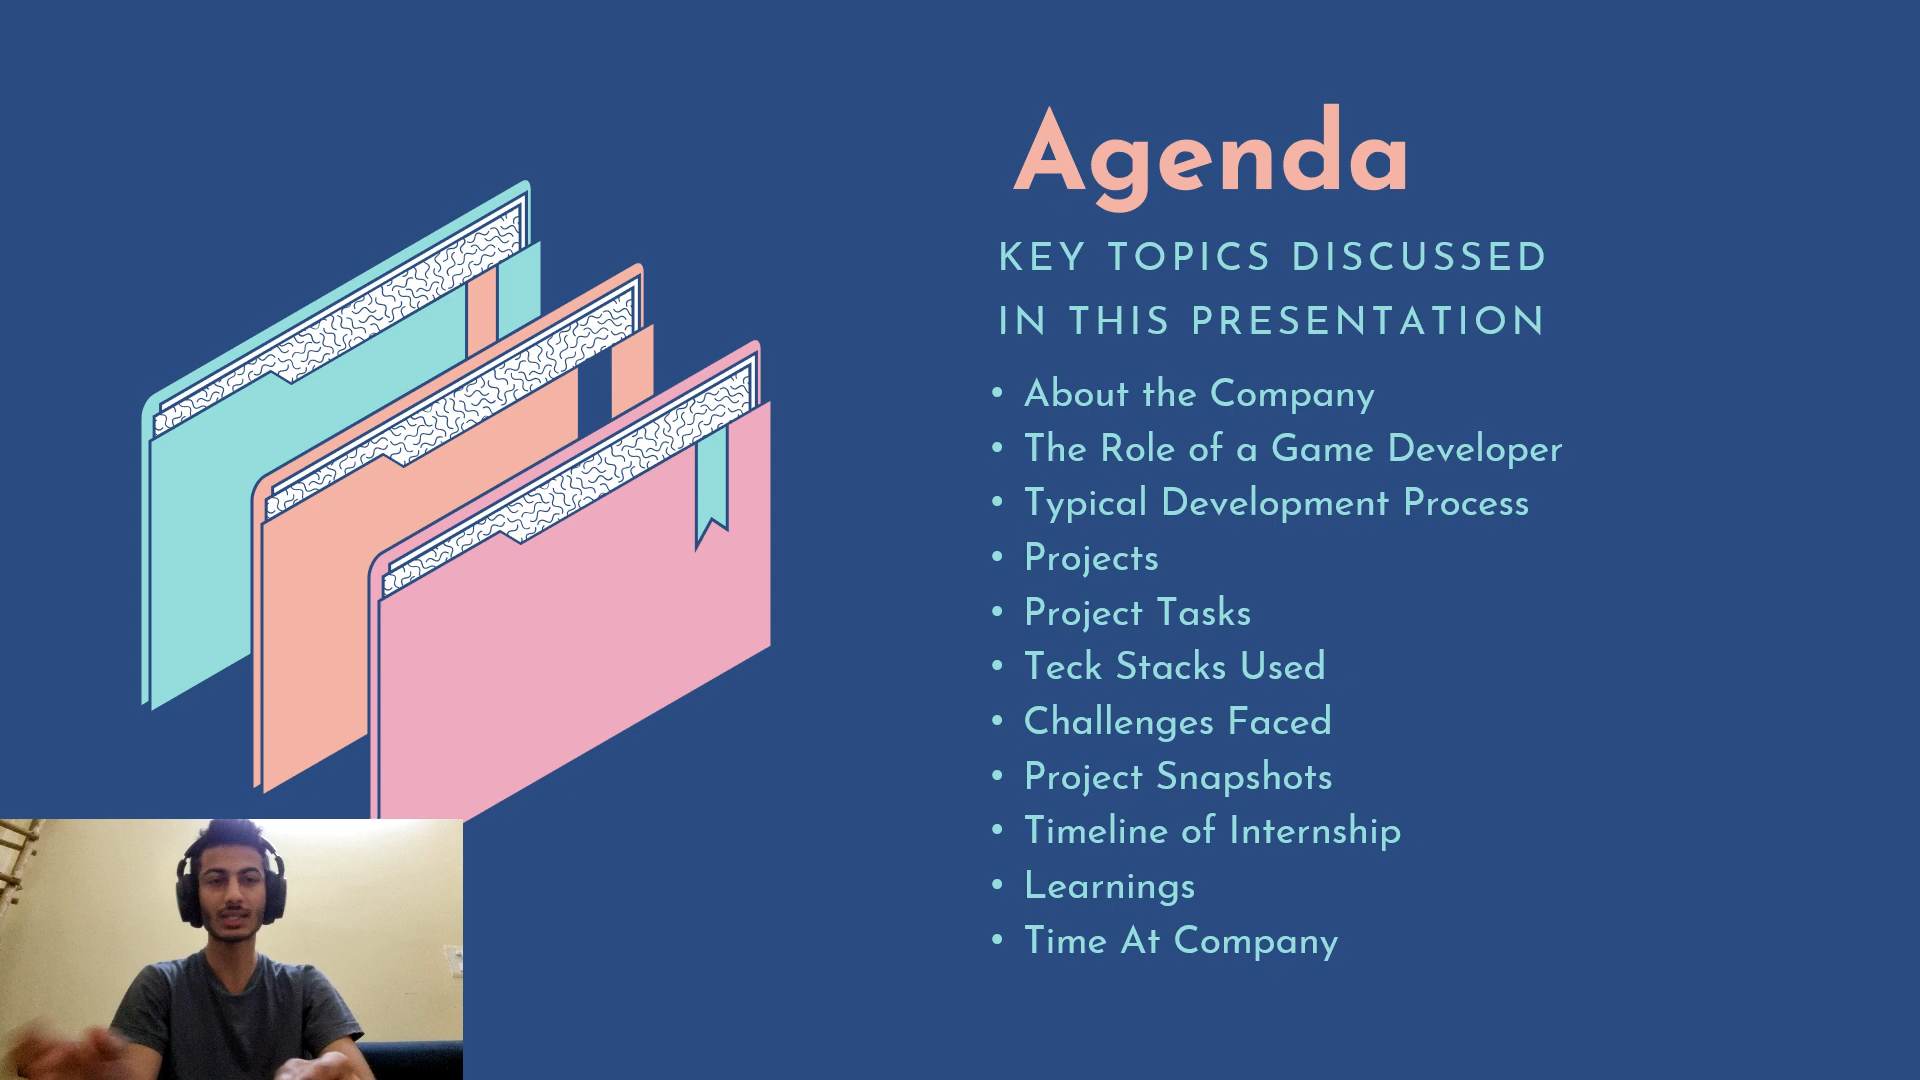 Agenda
KEY TOPICS DISCUSSED
IN THIS PRESENTATION
• About the Company
• The Role of a Game Developer
• Typical Development Process
• Projects
• Project Tasks
• Teck Stacks Used
• Challenges Faced
• Project Snapshots
• Timeline of Internship
• Learnings
• Time At Company